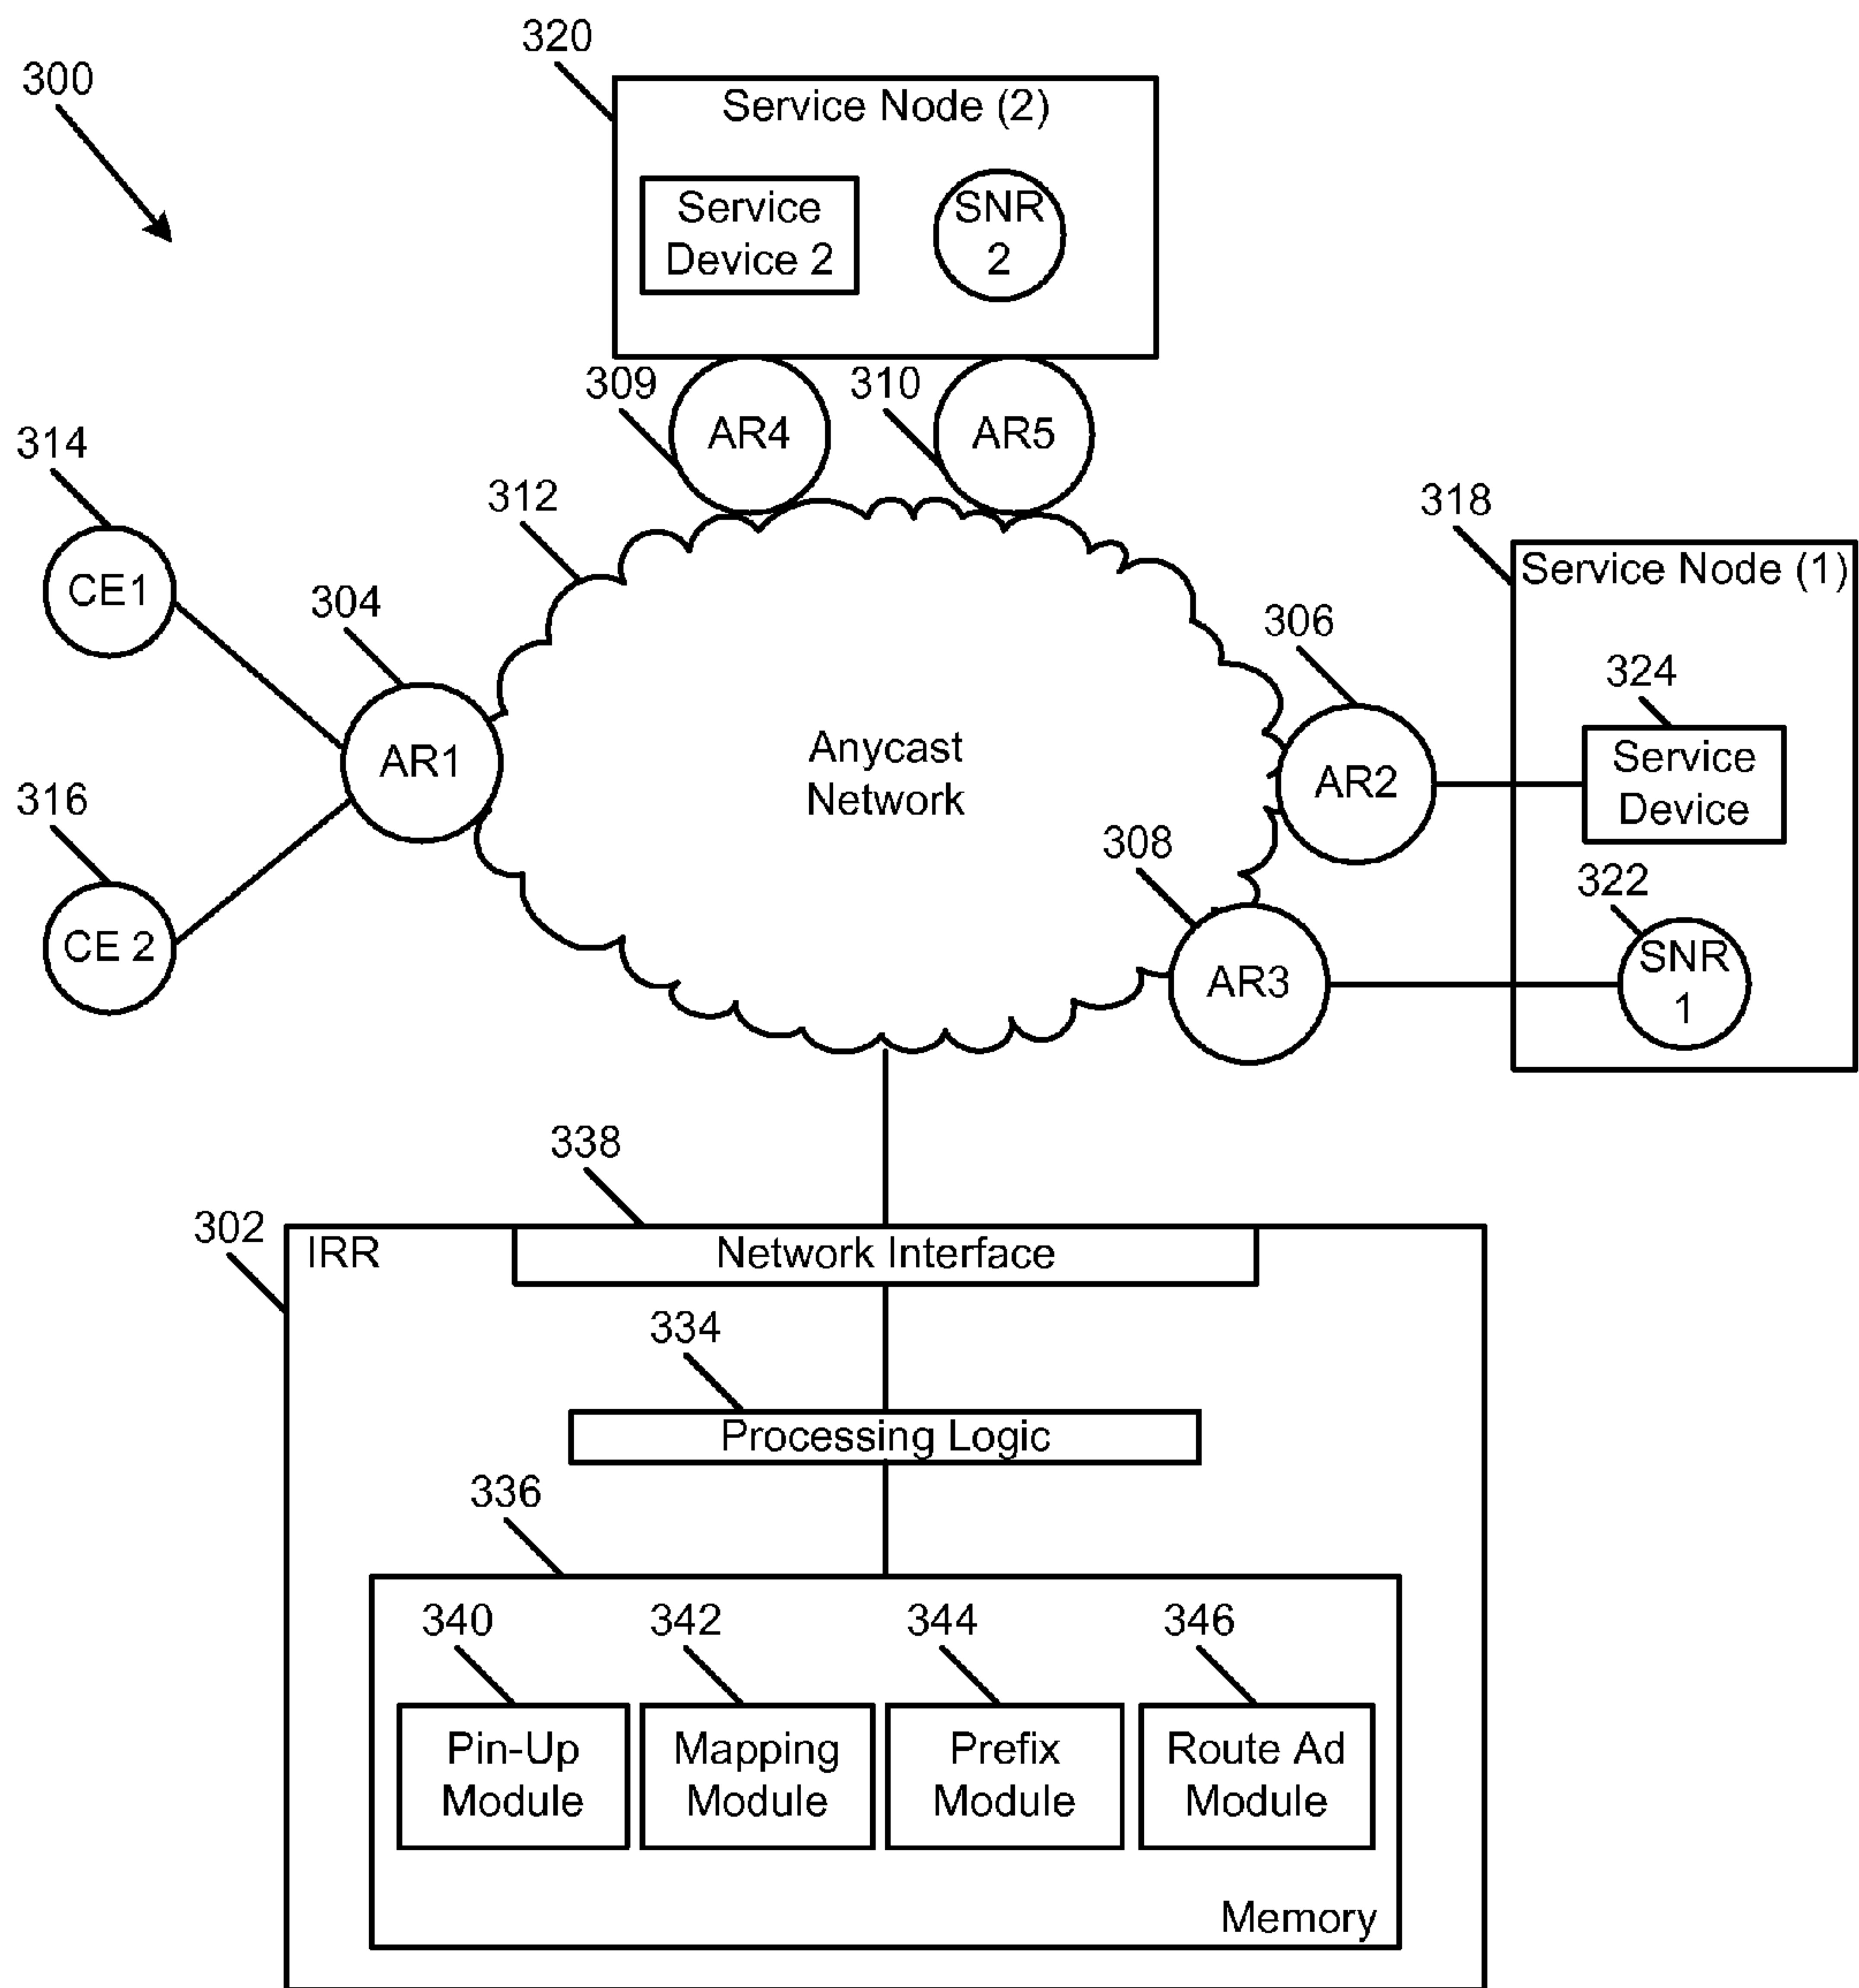 320
300
Service Node (2)
Service
Device 2
SNR
2
309
310
AR4
AR5
314
312
318
CE1
304
306
Service Node (1)
324
AR1
Anycast
Network
AR2
Service
Device
316
308
322
CE 2
AR3
SNR
1
338
302
IRR
Network Interface
334
Processing Logic
336
340
342
344
346
Pin-Up
Module
Mapping
Module
Prefix
Module
Route Ad
Module
Memory